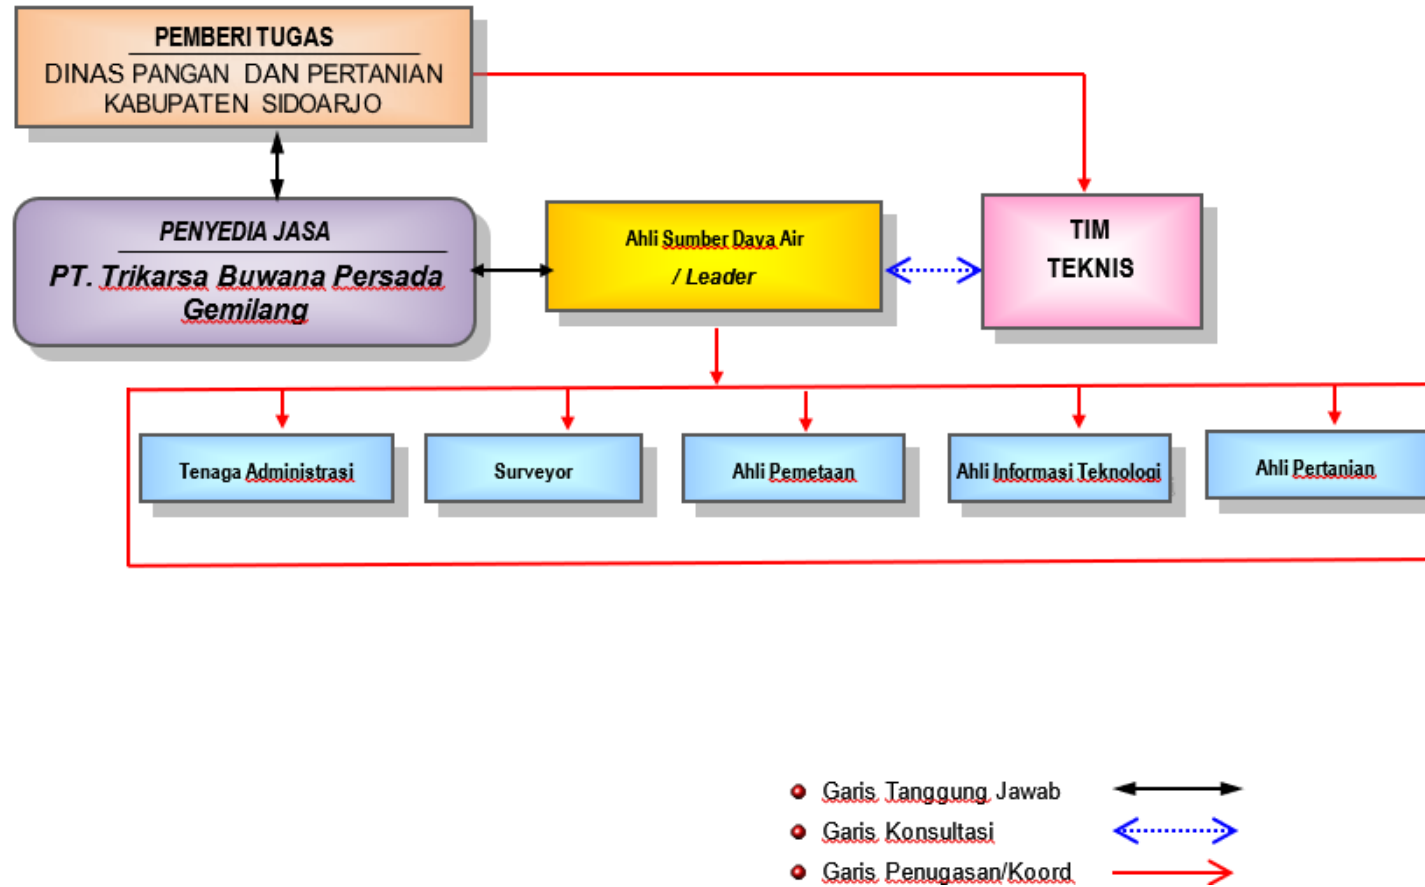 PEMBERI TUGAS
DINAS PANGAN DAN PERTANIAN
KABUPATEN SIDOARJO
PENYEDIA JASA
PT. Trikarsa Buwana Persada
Gemilang
Ahli Sumber Daya Air
/ Leader
TIM
TEKNIS
Tenaga Administrasi
Surveyor
Ahli Pemetaan
Ahli Informasi Teknologi
Ahli Pertanian
Garis Tanggung Jawab
Garis Konsultasi
Garis Penugasan/Koord